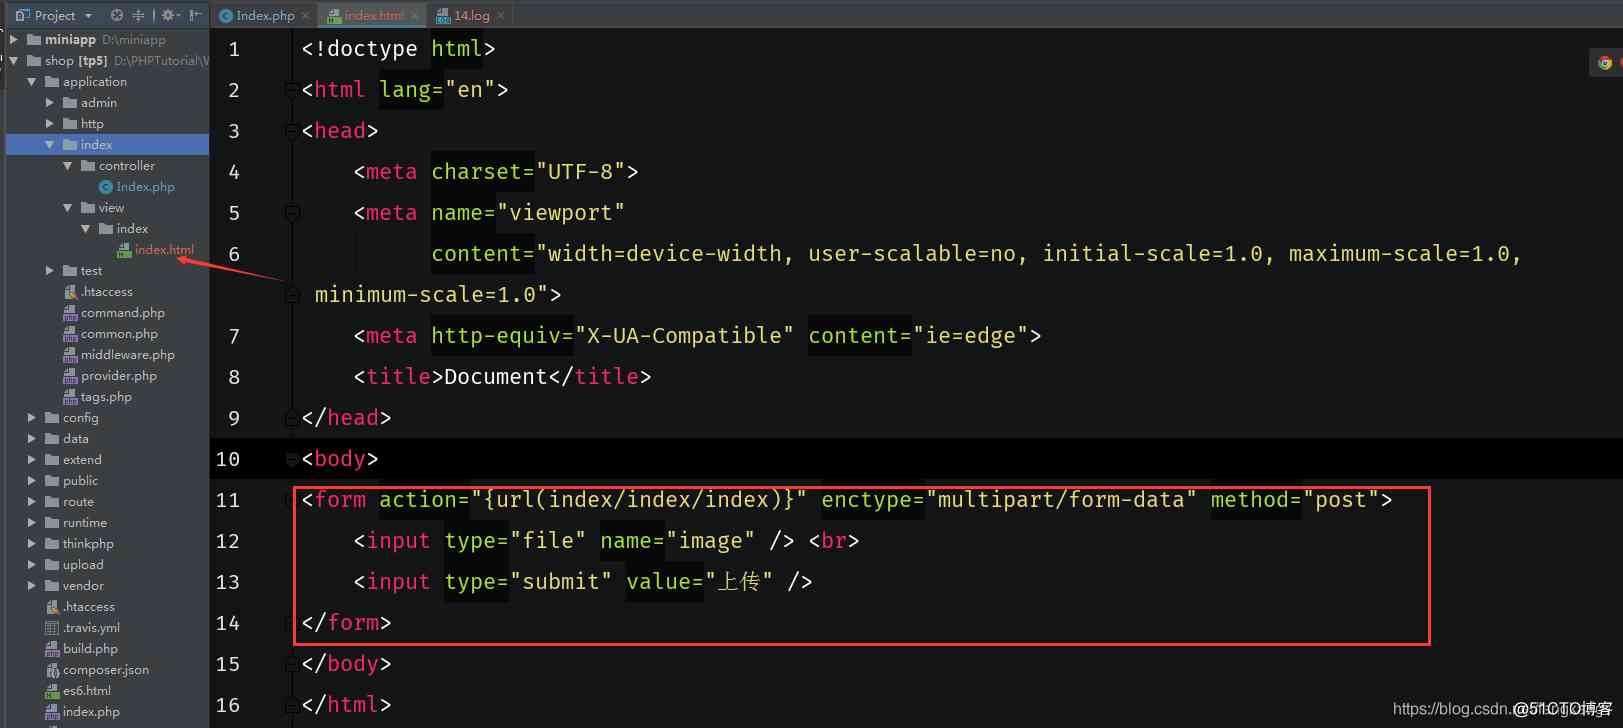 Project
miniapp D:\miniapp
shop [tp5] D:\PHPTutorial\W
application
admin
http
index
controller
Index.php
view
index
index.html
test
.htaccess
command.php
common.php
middleware.php
provider.php
tags.php
config
data
extend
public
route
runtime
thinkphp
upload
vendor
.htaccess
.travis.yml
build.php
composer.json
es6.html
index.php
Index.php index.html 14.log
1 <!doctype html>
2 <html lang="en">
3 <head>
4 <meta charset="UTF-8">
5 <meta name="viewport"
6 content="width=device-width, user-scalable=no, initial-scale=1.0, maximum-scale=1.0,
minimum-scale=1.0">
7 <meta http-equiv="X-UA-Compatible" content="ie=edge">
8 <title>Document</title>
9 </head>
10 <body>
11 <form action="{url(index/index/index)}" enctype="multipart/form-data" method="post">
12 <input type="file" name="image" /> <br>
13 <input type="submit" value="上传" />
14 </form>
15 </body>
16 </html>
https://blog.csdn.
@51CTO博客